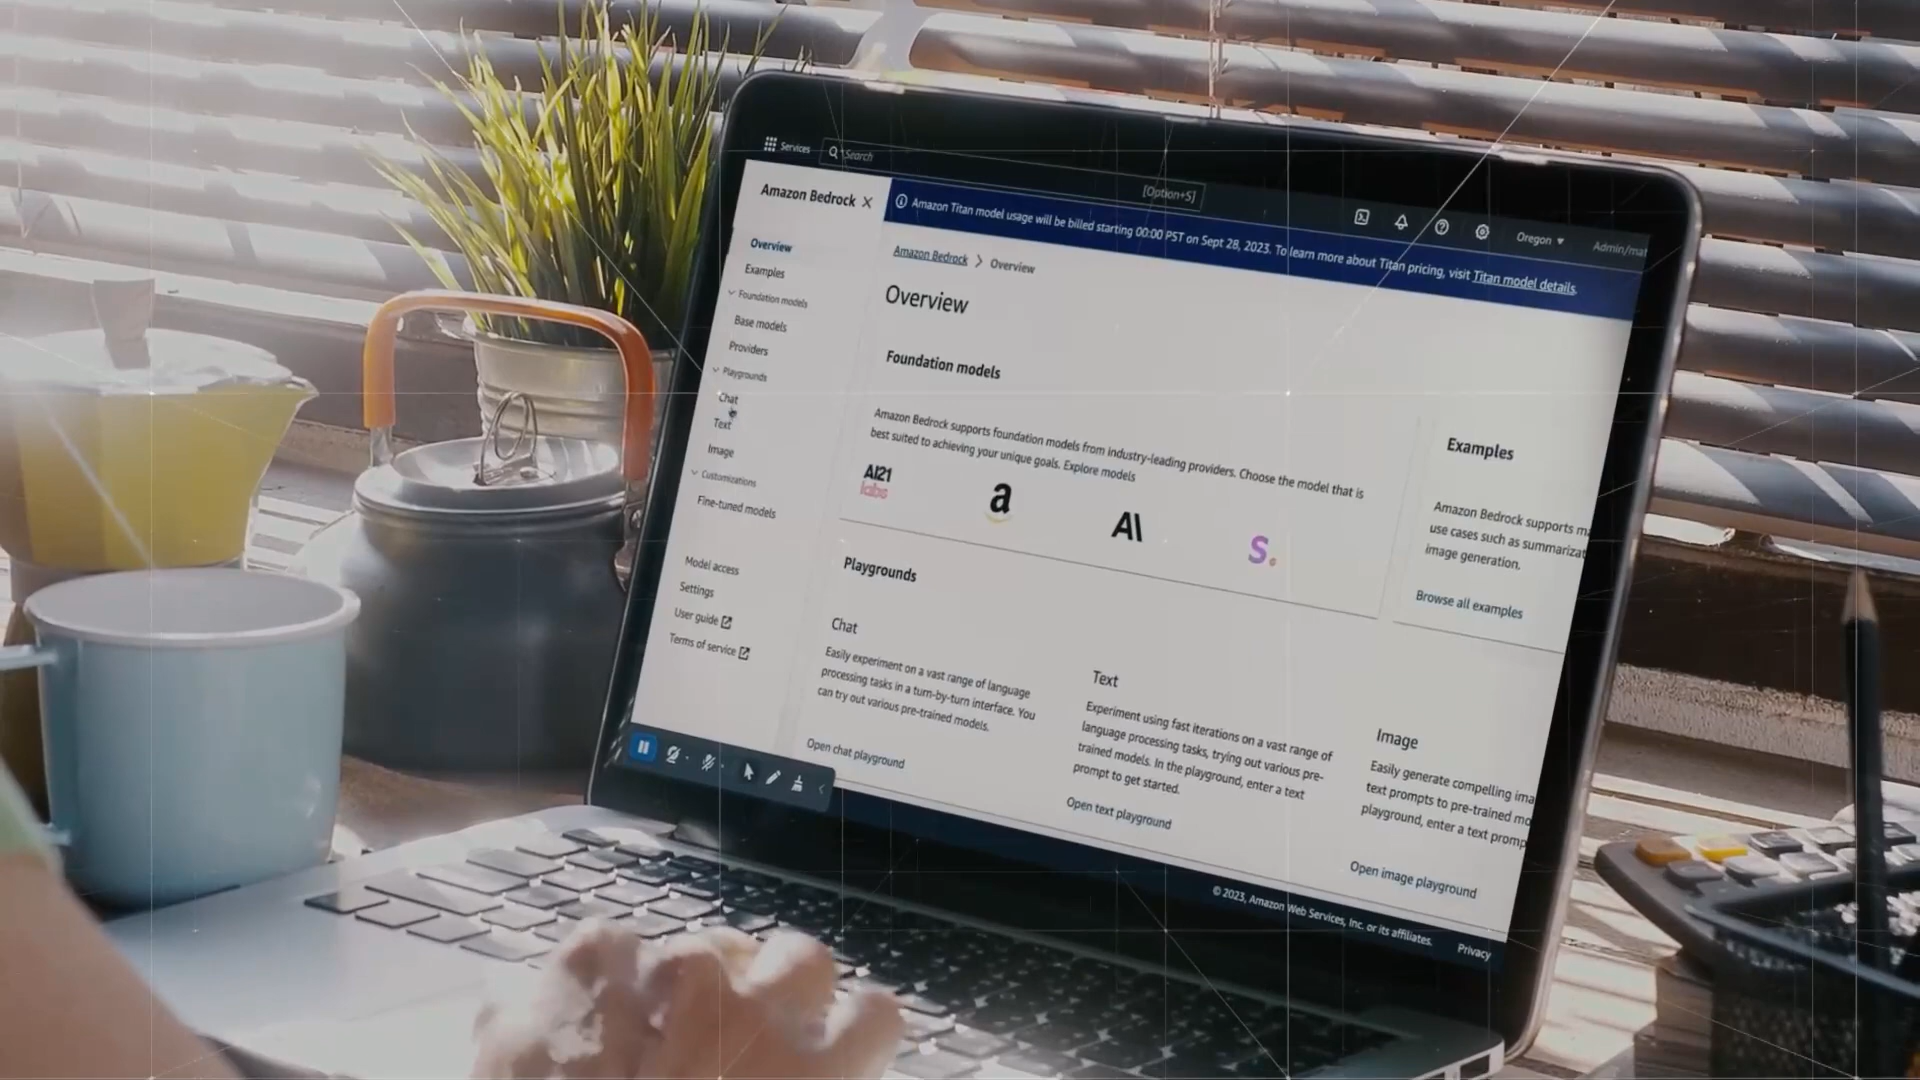 Services
Search
[Option+S]
Oregon
Admin/mat
Amazon Bedrock
Amazon Titan model usage will be billed starting 00:00 PST on Sept 28, 2023. To learn more about Titan pricing, visit Titan model details.
Overview
Examples
Foundation models
Base models
Providers
Playgrounds
Chat
Text
Image
Customizations
Fine-tuned models
Model access
Settings
User guide
Terms of service
Amazon Bedrock > Overview
Overview
Foundation models
Amazon Bedrock supports foundation models from industry-leading providers. Choose the model that is
best suited to achieving your unique goals. Explore models
AI21
labs
a
A\
S.
Examples
Amazon Bedrock supports ma
use cases such as summarizat
image generation.
Browse all examples
Playgrounds
Chat
Easily experiment on a vast range of language
processing tasks in a turn-by-turn interface. You
can try out various pre-trained models.
Open chat playground
Text
Experiment using fast iterations on a vast range of
language processing tasks, trying out various pre-
trained models. In the playground, enter a text
prompt to get started.
Open text playground
Image
Easily generate compelling ima
text prompts to pre-trained mo
playground, enter a text promp
Open image playground
© 2023, Amazon Web Services, Inc. or its affiliates.
Privacy